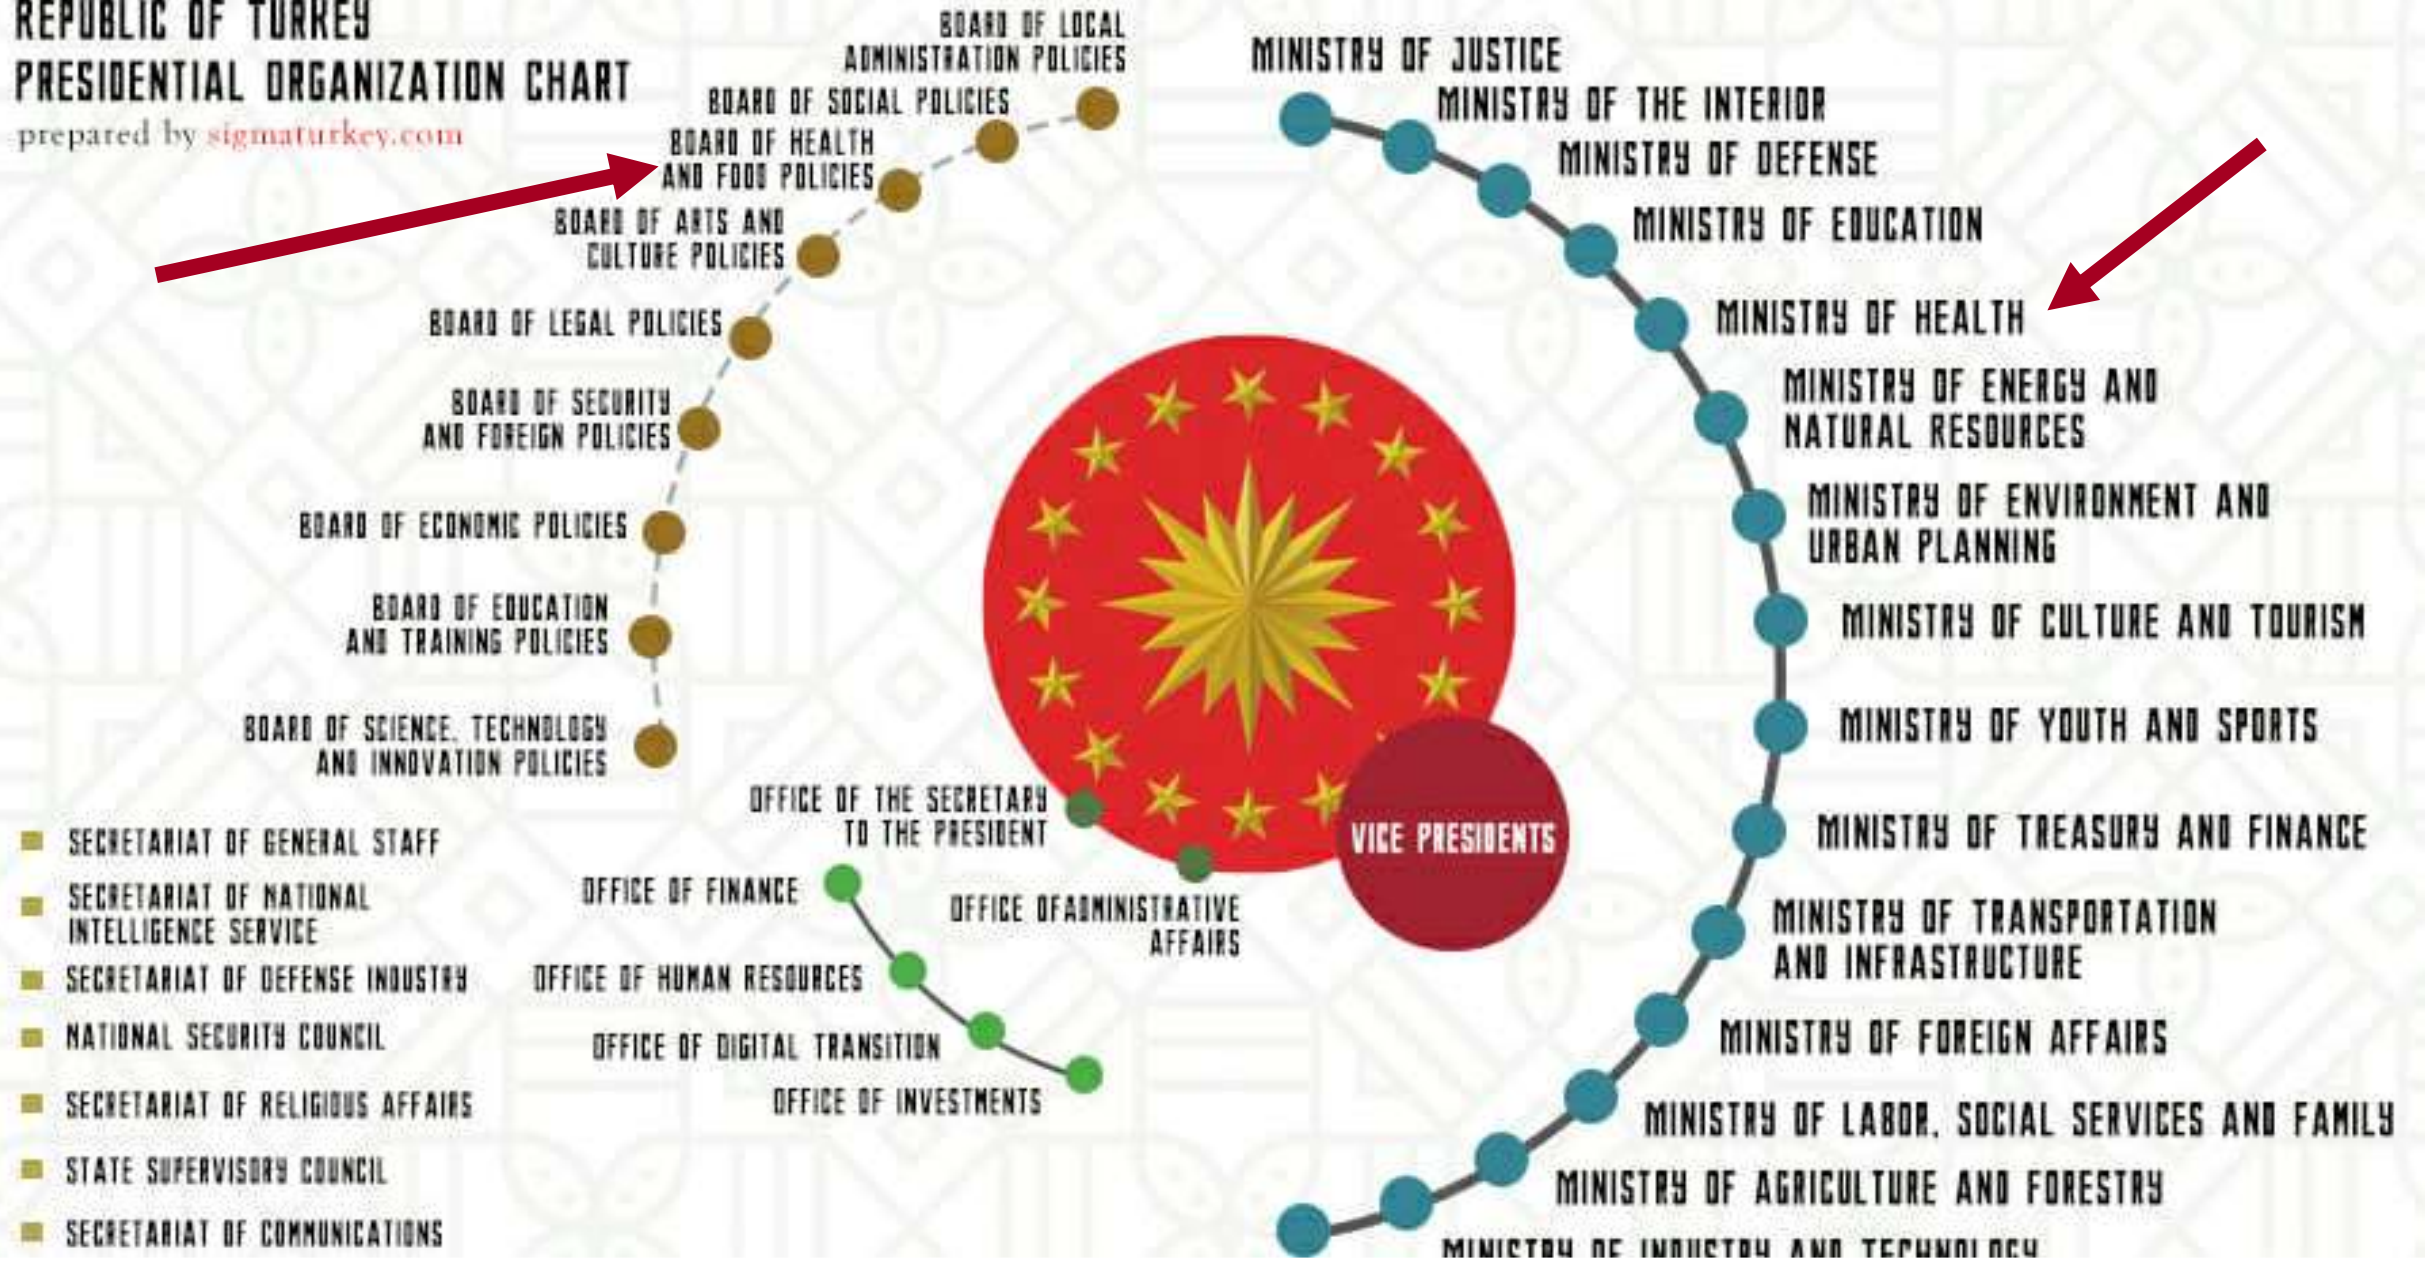 REPUBLIC OF TURKEY
PRESIDENTIAL ORGANIZATION CHART
prepared by sigmaturkey.com
BOARD OF LOCAL
ADMINISTRATION POLICIES
BOARD OF SOCIAL POLICIES
BOARD OF HEALTH
AND FOOD POLICIES
BOARD OF ARTS AND
CULTURE POLICIES
BOARD OF LEGAL POLICIES
BOARD OF SECURITY
AND FOREIGN POLICIES
BOARD OF ECONOMIC POLICIES
BOARD OF EDUCATION
AND TRAINING POLICIES
BOARD OF SCIENCE, TECHNOLOGY
AND INNOVATION POLICIES
SECRETARIAT OF GENERAL STAFF
SECRETARIAT OF NATIONAL
INTELLIGENCE SERVICE
SECRETARIAT OF DEFENSE INDUSTRY
NATIONAL SECURITY COUNCIL
SECRETARIAT OF RELIGIOUS AFFAIRS
STATE SUPERVISORY COUNCIL
SECRETARIAT OF COMMUNICATIONS
OFFICE OF THE SECRETARY
TO THE PRESIDENT
OFFICE OF ADMINISTRATIVE
AFFAIRS
OFFICE OF FINANCE
OFFICE OF HUMAN RESOURCES
OFFICE OF DIGITAL TRANSITION
OFFICE OF INVESTMENTS
VICE PRESIDENTS
MINISTRY OF JUSTICE
MINISTRY OF THE INTERIOR
MINISTRY OF DEFENSE
MINISTRY OF EDUCATION
MINISTRY OF HEALTH
MINISTRY OF ENERGY AND
NATURAL RESOURCES
MINISTRY OF ENVIRONMENT AND
URBAN PLANNING
MINISTRY OF CULTURE AND TOURISM
MINISTRY OF YOUTH AND SPORTS
MINISTRY OF TREASURY AND FINANCE
MINISTRY OF TRANSPORTATION
AND INFRASTRUCTURE
MINISTRY OF FOREIGN AFFAIRS
MINISTRY OF LABOR, SOCIAL SERVICES AND FAMILY
MINISTRY OF AGRICULTURE AND FORESTRY
MINISTRY OF INDUSTRY AND TECHNOLOGY